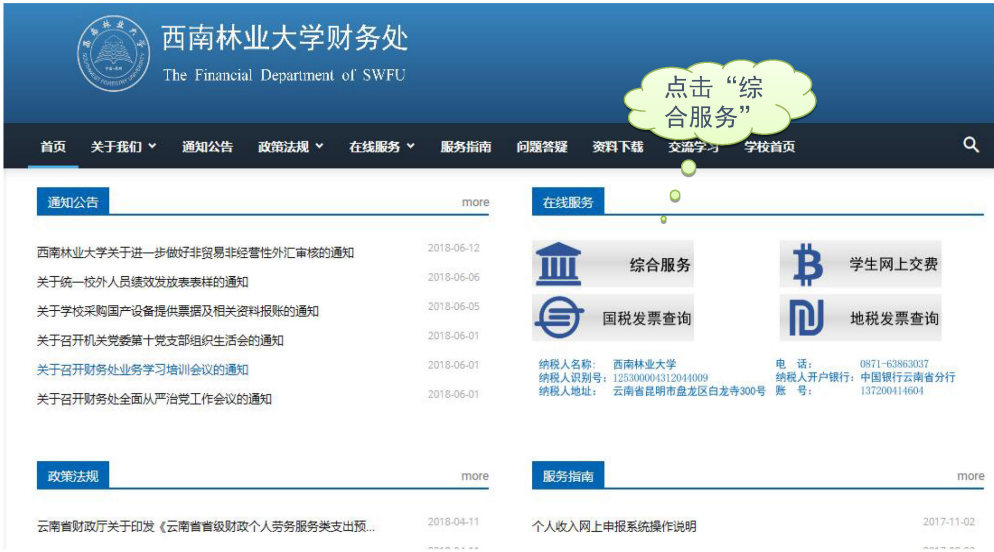 西南林业大学财务处
The Financial Department of SWFU
点击“综
合服务”
首页 关于我们 通知公告 政策法规 在线服务 服务指南 问题答疑 资料下载 交流学习 学校首页
通知公告 more
西南林业大学关于进一步做好非贸易非经营性外汇审核的通知 2018-06-12
关于统一校外人员绩效发放表表样的通知 2018-06-06
关于学校采购国产设备提供票据及相关资料报账的通知 2018-06-05
关于召开机关党委第十党支部组织生活会的通知 2018-06-01
关于召开财务处业务学习培训会议的通知 2018-06-01
关于召开财务处全面从严治党工作会议的通知 2018-06-01
在线服务
综合服务 学生网上交费
国税发票查询 地税发票查询
纳税人名称: 西南林业大学 电 话: 0871-63863037
纳税人识别号: 125300004312044009 纳税人开户银行: 中国银行云南省分行
纳税人地址: 云南省昆明市盘龙区白龙寺300号 账 号: 137200414604
政策法规 more
云南省财政厅关于印发《云南省省级财政个人劳务服务类支出预... 2018-04-11
服务指南 more
个人收入网上申报系统操作说明 2017-11-02